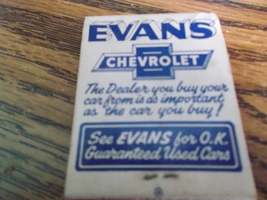 EVANS
CHEVROLET
The Dealer you buy your
car from is as important
as the car you buy!
See EVANS for O.K.
Guaranteed Used Cars